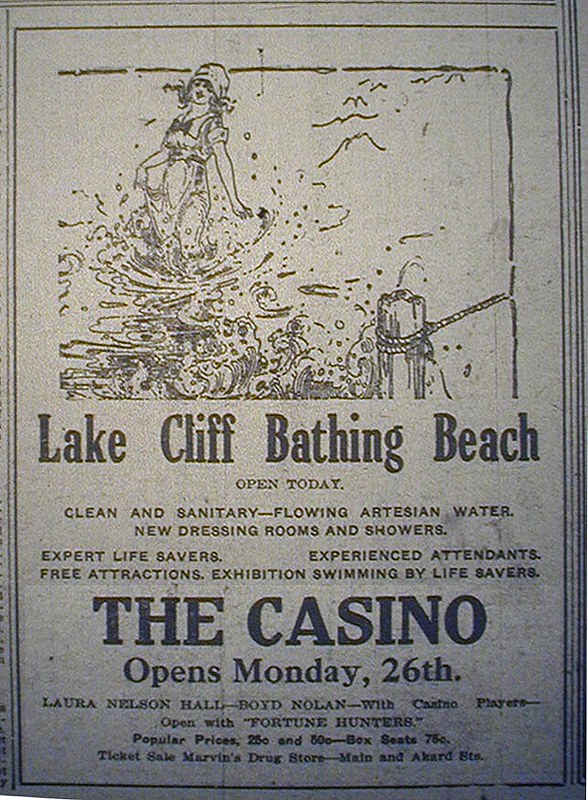 Lake Cliff Bathing Beach
OPEN TODAY.
CLEAN AND SANITARY—FLOWING ARTESIAN WATER.
NEW DRESSING ROOMS AND SHOWERS.
EXPERT LIFE SAVERS. EXPERIENCED ATTENDANTS.
FREE ATTRACTIONS. EXHIBITION SWIMMING BY LIFE SAVERS.
THE CASINO
Opens Monday, 26th.
LAURA NELSON HALL—BOYD NOLAN—With Casino Players—
Open with "FORTUNE HUNTERS."
Popular Prices, 25c and 50c—Box Seats 75c.
Ticket Sale Marvin's Drug Store—Main and Akard Sts.